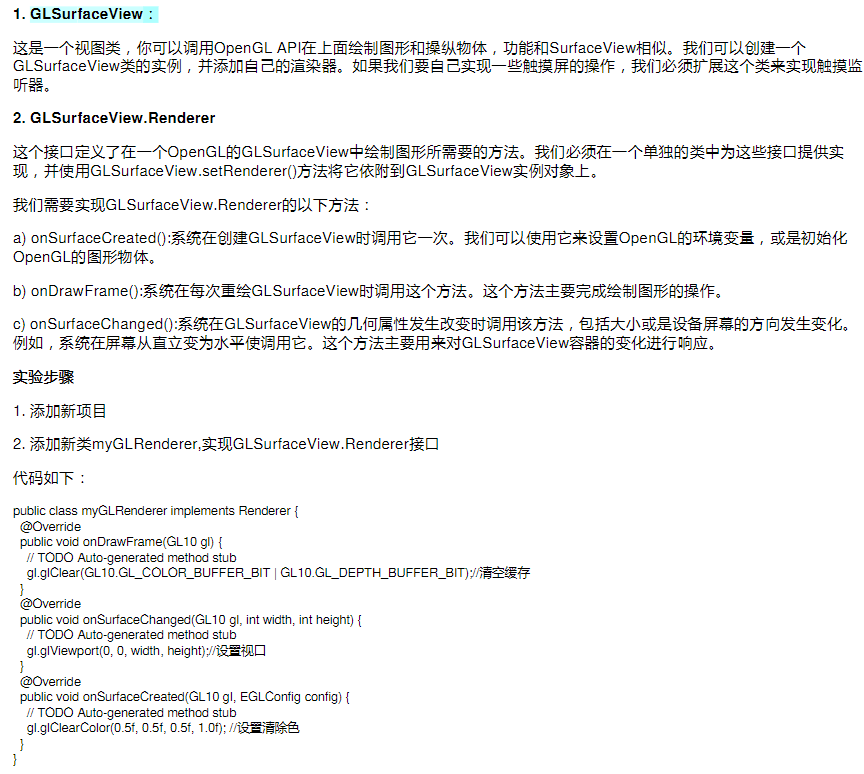 1. GLSurfaceView：
这是一个视图类，你可以调用OpenGL API在上面绘制图形和操纵物体，功能和SurfaceView相似。我们可以创建一个
GLSurfaceView类的实例，并添加自己的渲染器。如果我们要自己实现一些触摸屏的操作，我们必须扩展这个类来实现触摸监
听器。
2. GLSurfaceView.Renderer
这个接口定义了在一个OpenGL的GLSurfaceView中绘制图形所需要的方法。我们必须在一个单独的类中为这些接口提供实
现，并使用GLSurfaceView.setRenderer()方法将它依附到GLSurfaceView实例对象上。
我们需要实现GLSurfaceView.Renderer的以下方法：
a) onSurfaceCreated():系统在创建GLSurfaceView时调用它一次。我们可以使用它来设置OpenGL的环境变量，或是初始化
OpenGL的图形物体。
b) onDrawFrame():系统在每次重绘GLSurfaceView时调用这个方法。这个方法主要完成绘制图形的操作。
c) onSurfaceChanged():系统在GLSurfaceView的几何属性发生改变时调用该方法，包括大小或是设备屏幕的方向发生变化。
例如，系统在屏幕从直立变为水平使调用它。这个方法主要用来对GLSurfaceView容器的变化进行响应。
实验步骤
1. 添加新项目
2. 添加新类myGLRenderer,实现GLSurfaceView.Renderer接口
代码如下：
public class myGLRenderer implements Renderer {
@Override
public void onDrawFrame(GL10 gl) {
// TODO Auto-generated method stub
gl.glClear(GL10.GL_COLOR_BUFFER_BIT | GL10.GL_DEPTH_BUFFER_BIT);//清空缓存
}
@Override
public void onSurfaceChanged(GL10 gl, int width, int height) {
// TODO Auto-generated method stub
gl.glViewport(0, 0, width, height);//设置视口
}
@Override
public void onSurfaceCreated(GL10 gl, EGLConfig config) {
// TODO Auto-generated method stub
gl.glClearColor(0.5f, 0.5f, 0.5f, 1.0f); //设置清除色
}
}